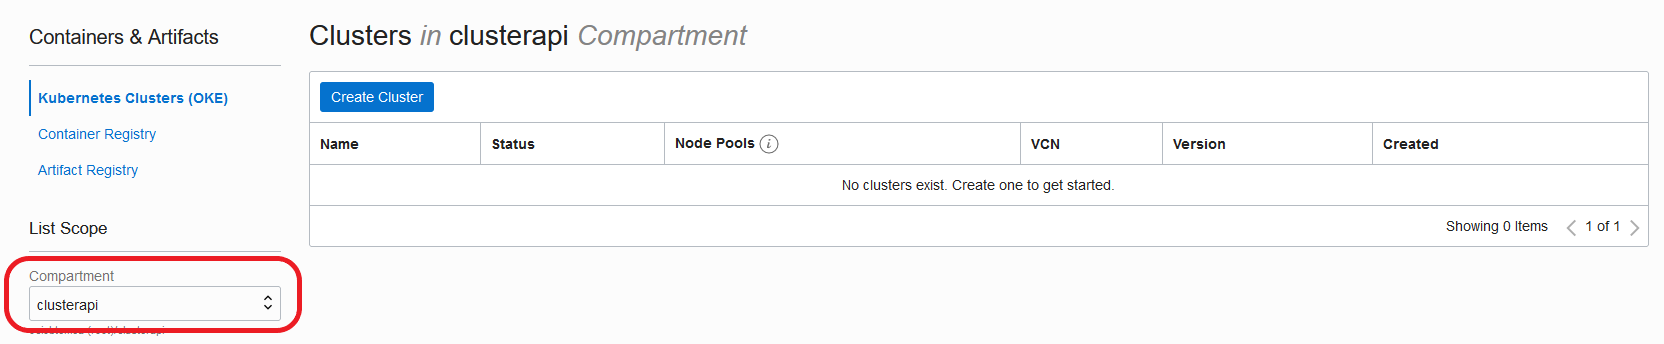 Containers & Artifacts
Kubernetes Clusters (OKE)
Container Registry
Artifact Registry
List Scope
Compartment
clusterapi
Clusters in clusterapi Compartment
Create Cluster
Name Status Node Pools i VCN Version Created
No clusters exist. Create one to get started.
Showing 0 Items 1 of 1